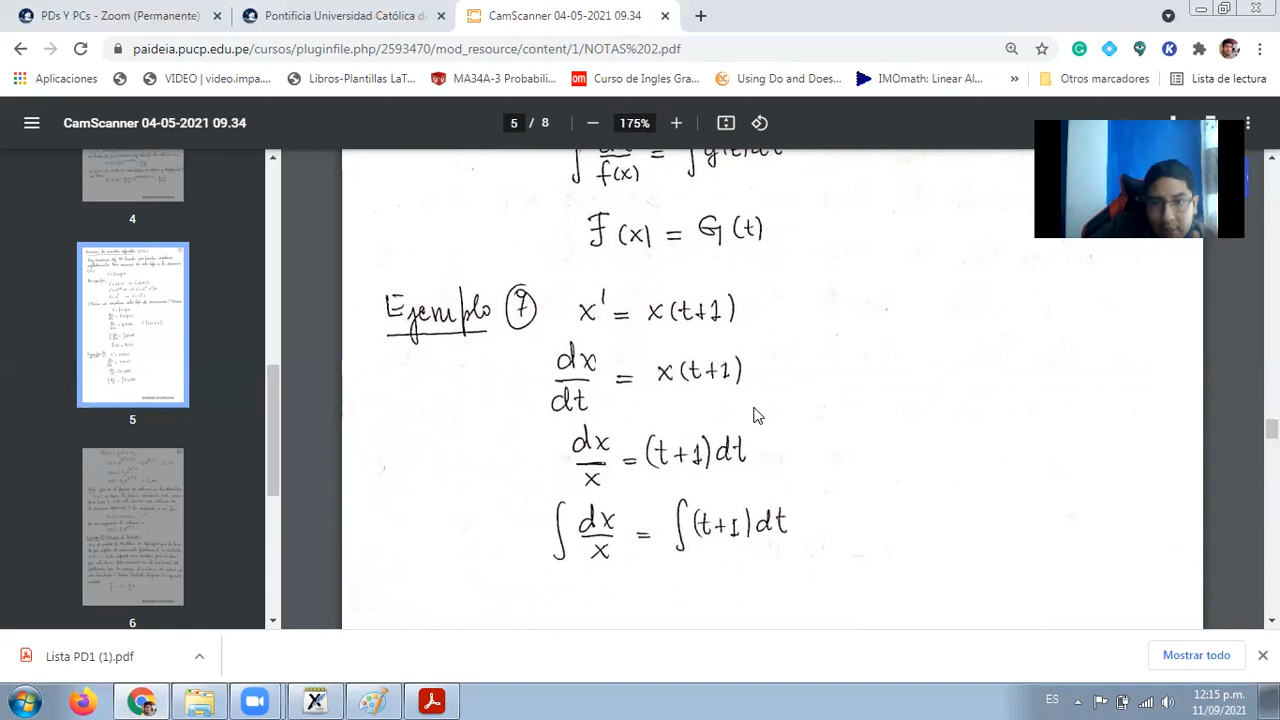 PDs Y PCs - Zoom (Permanente)
Pontificia Universidad Católica de
CamScanner 04-05-2021 09.34
paideia.pucp.edu.pe/cursos/pluginfile.php/2593470/mod_resource/content/1/NOTAS%202.pdf
Aplicaciones
VIDEO | video.impa...
Libros-Plantillas LaT...
MA34A-3 Probabili...
om Curso de Ingles Gra...
Using Do and Does...
IMOmath: Linear Al...
»
Otros marcadores
Lista de lectura
CamScanner 04-05-2021 09.34
5 / 8
175%
4
5
6
F(x) = G(t)
Ejemplo 7 x' = x(t+1)
dx/dt = x(t+1)
dx/x = (t+1)dt
∫ dx/x = ∫(t+1)dt
Lista PD1 (1).pdf
Mostrar todo
ES
12:15 p.m.
11/09/2021